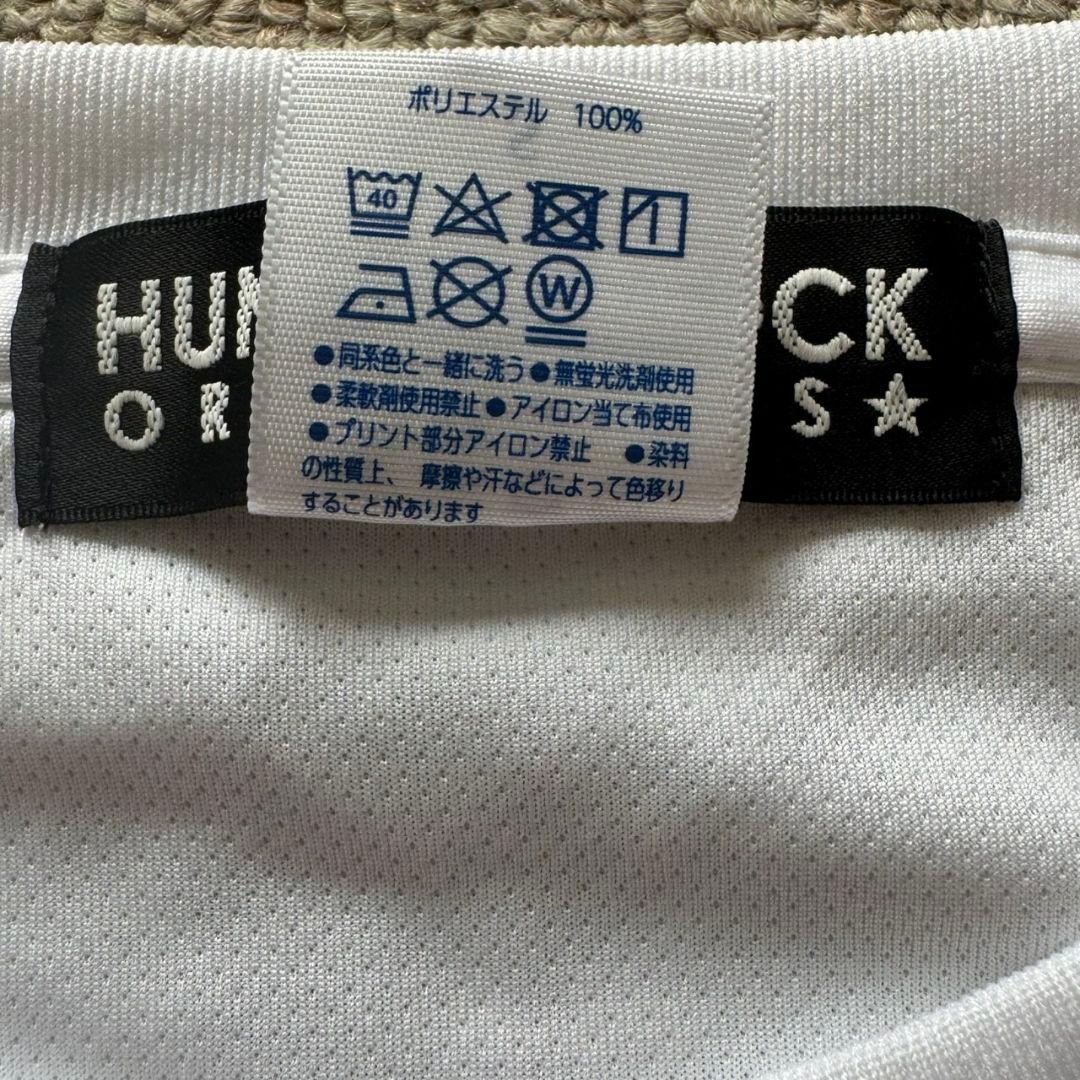 ポリエステル 100%
40
W
●同系色と一緒に洗う ●無蛍光洗剤使用
●柔軟剤使用禁止 ●アイロン当て布使用
●プリント部分アイロン禁止 ●染料
の性質上、 摩擦や汗などによって色移り
することがあります
HU CK
OR S★